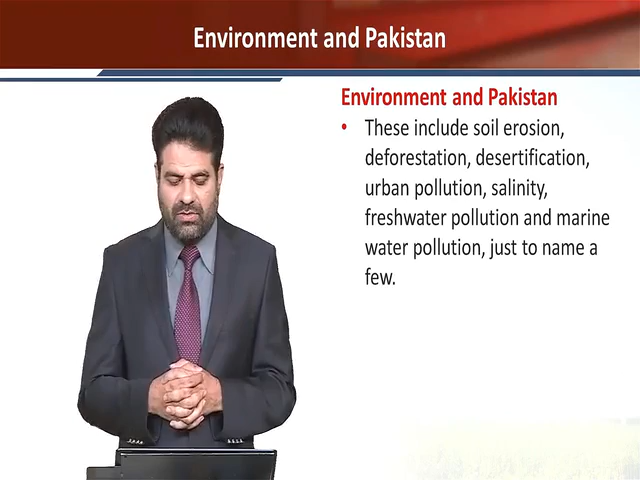 Environment and Pakistan
Environment and Pakistan
• These include soil erosion,
deforestation, desertification,
urban pollution, salinity,
freshwater pollution and marine
water pollution, just to name a
few.